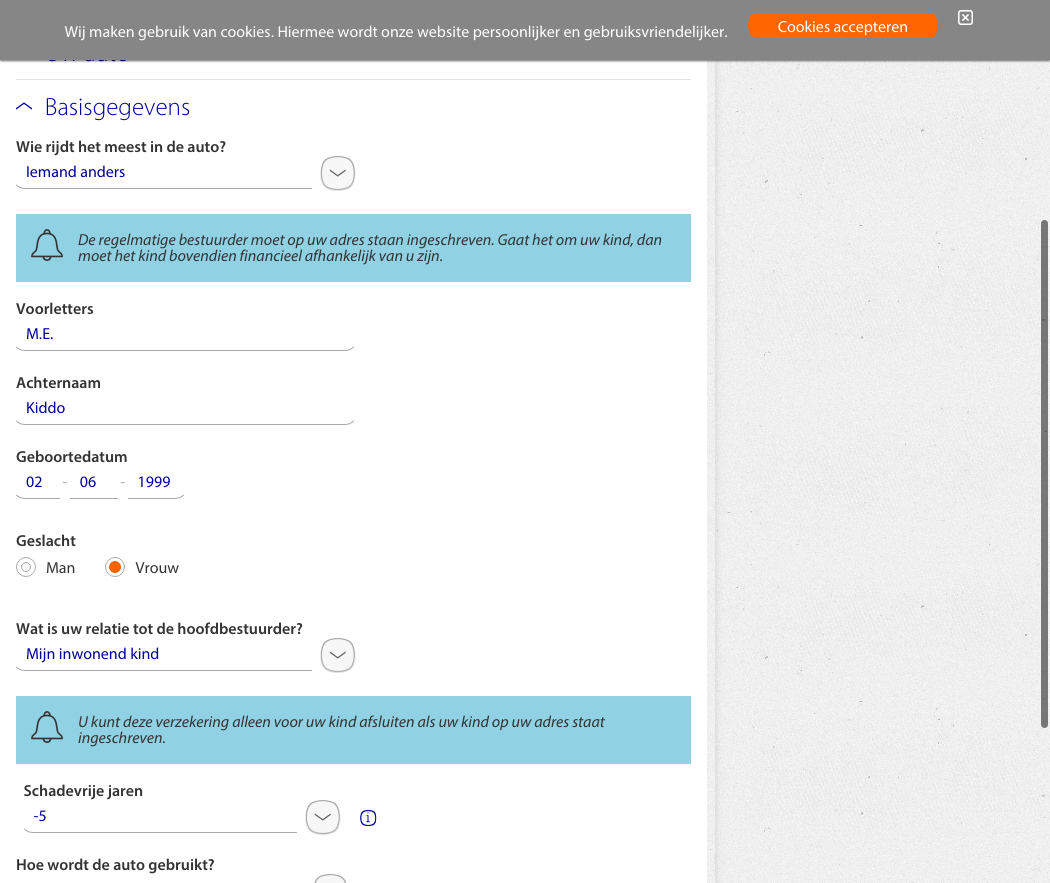 Wij maken gebruik van cookies. Hiermee wordt onze website persoonlijker en gebruiksvriendelijker.
Cookies accepteren
Basisgegevens
Wie rijdt het meest in de auto?
Iemand anders
De regelmatige bestuurder moet op uw adres staan ingeschreven. Gaat het om uw kind, dan
moet het kind bovendien financieel afhankelijk van u zijn.
Voorletters
M.E.
Achternaam
Kiddo
Geboortedatum
02 - 06 - 1999
Geslacht
Man Vrouw
Wat is uw relatie tot de hoofdbestuurder?
Mijn inwonend kind
U kunt deze verzekering alleen voor uw kind afsluiten als uw kind op uw adres staat
ingeschreven.
Schadevrije jaren
-5
Hoe wordt de auto gebruikt?